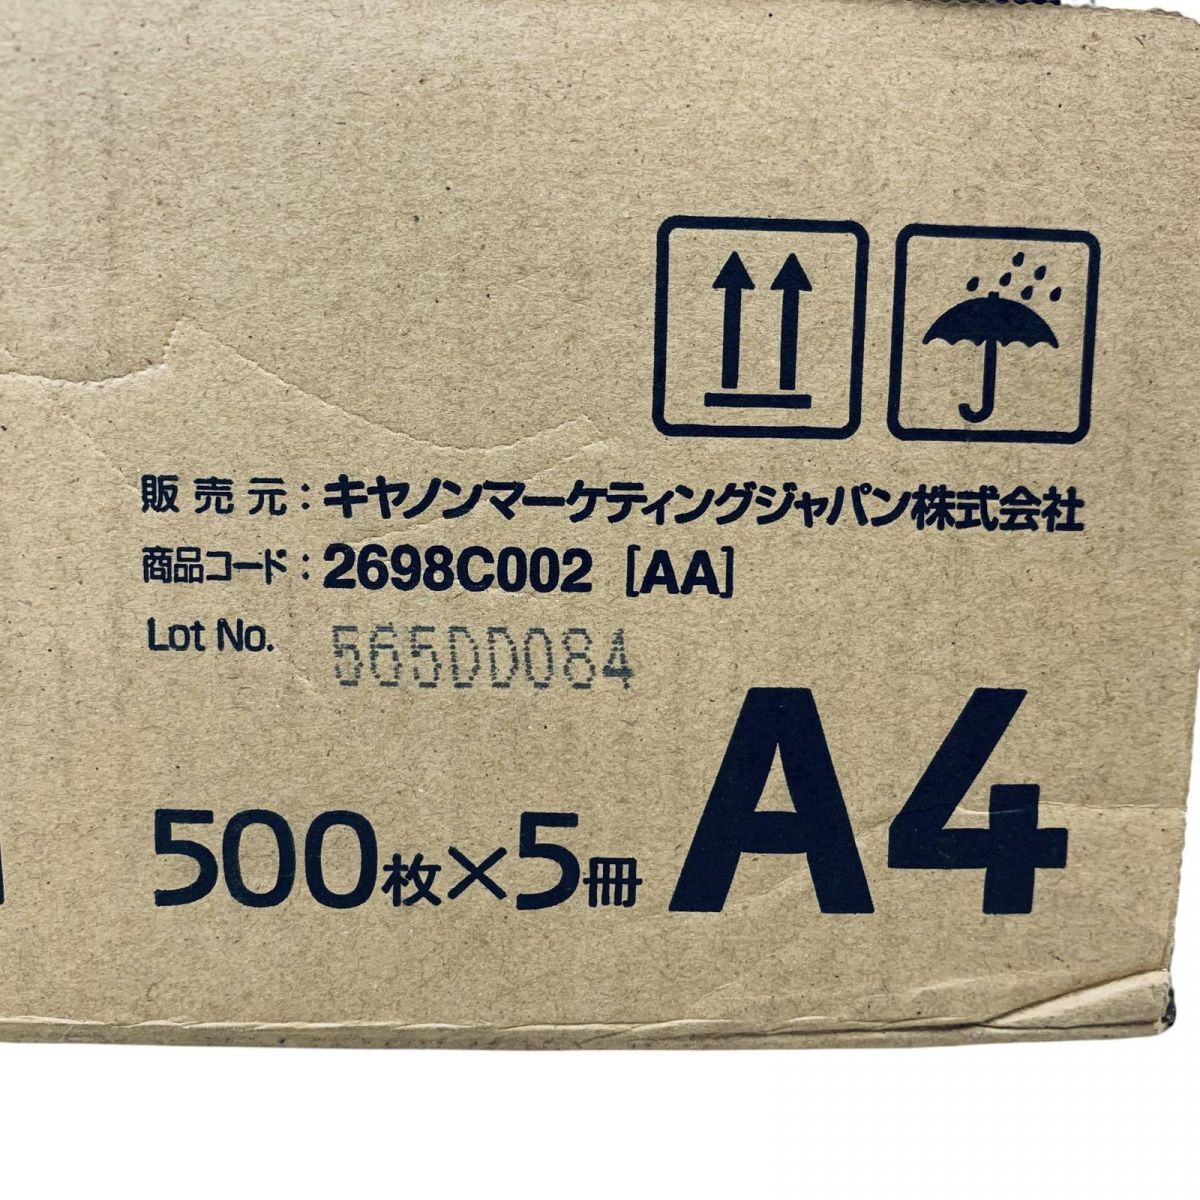 販売元：キヤノンマーケティングジャパン株式会社
商品コード：2698C002 [AA]
Lot No. 565DD084
500枚×5冊 A4